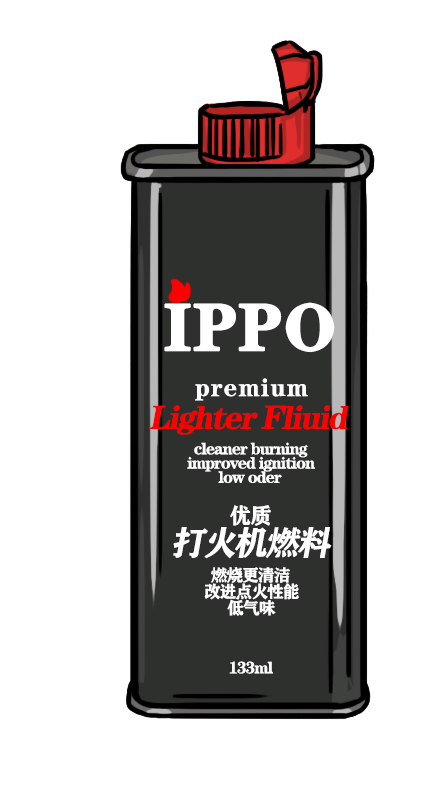 iPPO
premium
Lighter Fliuid
cleaner burning
improved ignition
low oder
优质
打火机燃料
燃烧更清洁
改进点火性能
低气味
133ml